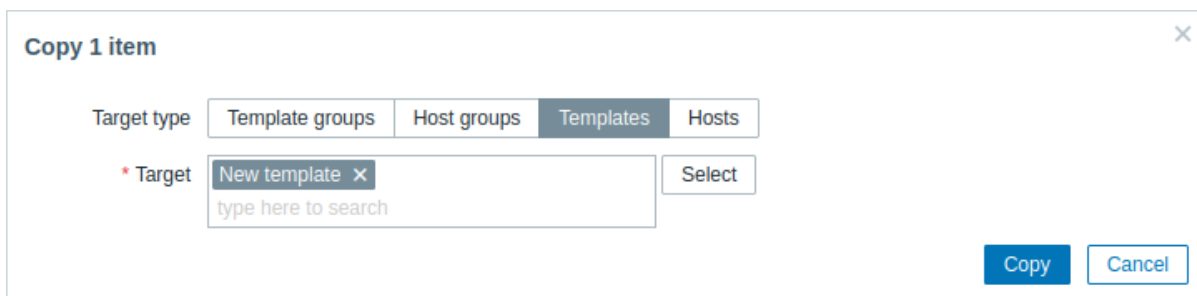 Copy 1 item
Target type Template groups Host groups Templates Hosts
* Target New template × Select
type here to search
Copy Cancel